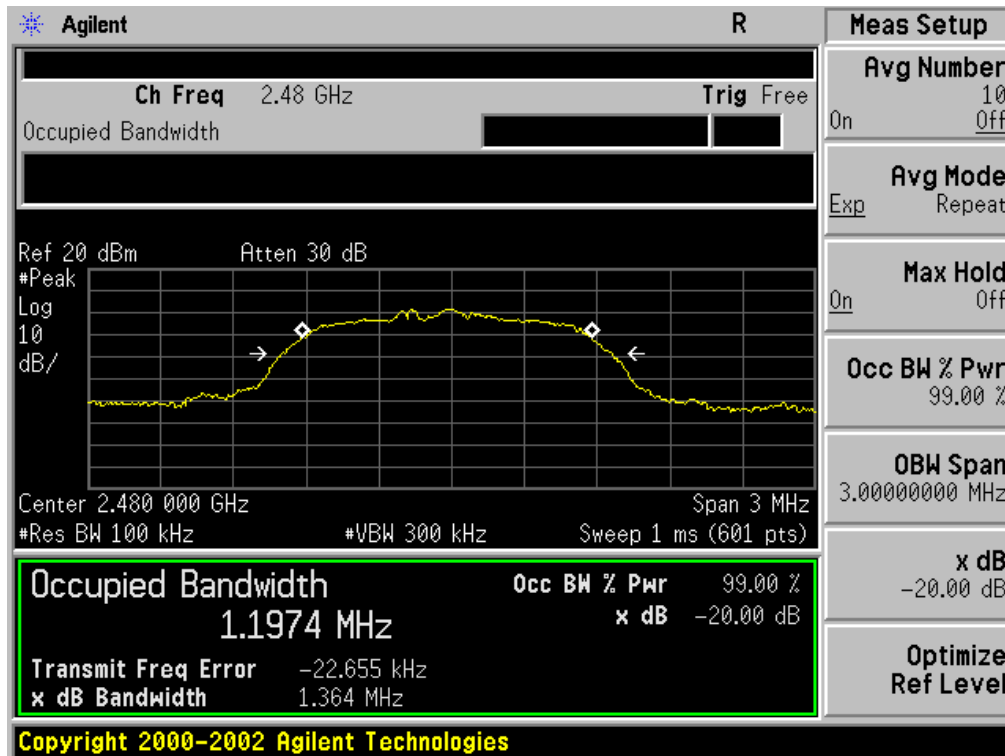 Agilent R
Meas Setup
Ch Freq 2.48 GHz Trig Free
Occupied Bandwidth
Ref 20 dBm Atten 30 dB
#Peak
Log
10
dB/
Center 2.480 000 GHz Span 3 MHz
#Res BW 100 kHz #VBW 300 kHz Sweep 1 ms (601 pts)
Occupied Bandwidth
1.1974 MHz
Occ BW % Pwr 99.00 %
x dB -20.00 dB
Transmit Freq Error -22.655 kHz
x dB Bandwidth 1.364 MHz
Avg Number
10
On Off
Avg Mode
Exp Repeat
Max Hold
On Off
Occ BW % Pwr
99.00 %
OBW Span
3.00000000 MHz
x dB
-20.00 dB
Optimize
Ref Level
Copyright 2000-2002 Agilent Technologies